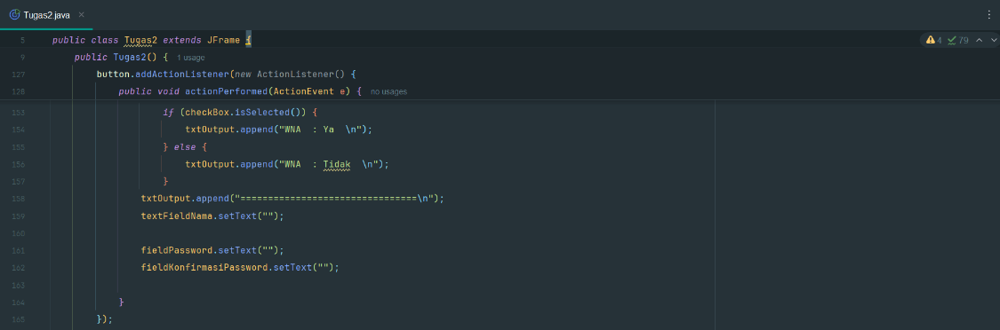 Tugas2.java
4 79
5 public class Tugas2 extends JFrame {
9 public Tugas2() { 1 usage
127 button.addActionListener(new ActionListener() {
128 public void actionPerformed(ActionEvent e) { no usages
153 if (checkBox.isSelected()) {
154 txtOutput.append("WNA  : Ya  \n");
155 } else {
156 txtOutput.append("WNA  : Tidak  \n");
157 }
158 txtOutput.append("================================\n");
159 textFieldNama.setText("");
160
161 fieldPassword.setText("");
162 fieldKonfirmasiPassword.setText("");
163
164 }
165 });